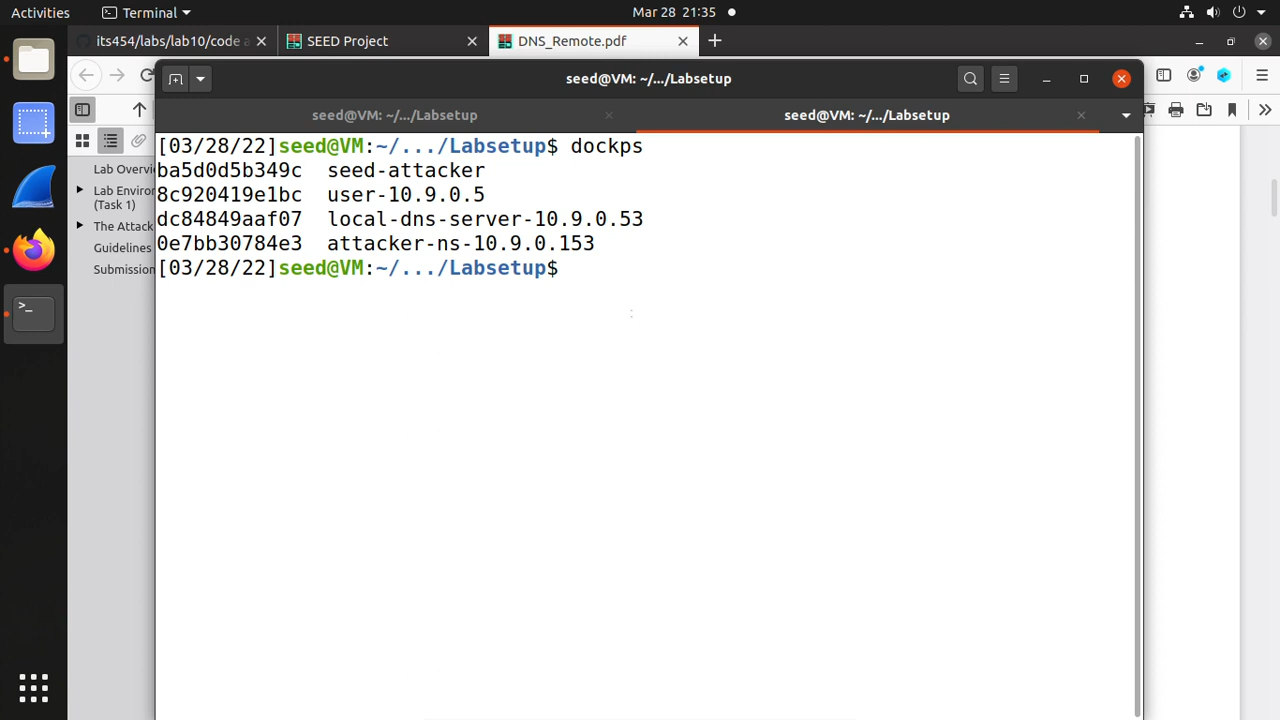 Activities
Terminal
Mar 28 21:35
its454/labs/lab10/code a
SEED Project
DNS_Remote.pdf
seed@VM: ~/.../Labsetup
seed@VM: ~/.../Labsetup
seed@VM: ~/.../Labsetup
[03/28/22]seed@VM:~/.../Labsetup$ dockps
ba5d0d5b349c seed-attacker
8c920419e1bc user-10.9.0.5
dc84849aaf07 local-dns-server-10.9.0.53
0e7bb30784e3 attacker-ns-10.9.0.153
[03/28/22]seed@VM:~/.../Labsetup$
Lab Overvie
Lab Environ
(Task 1)
The Attack
Guidelines
Submission